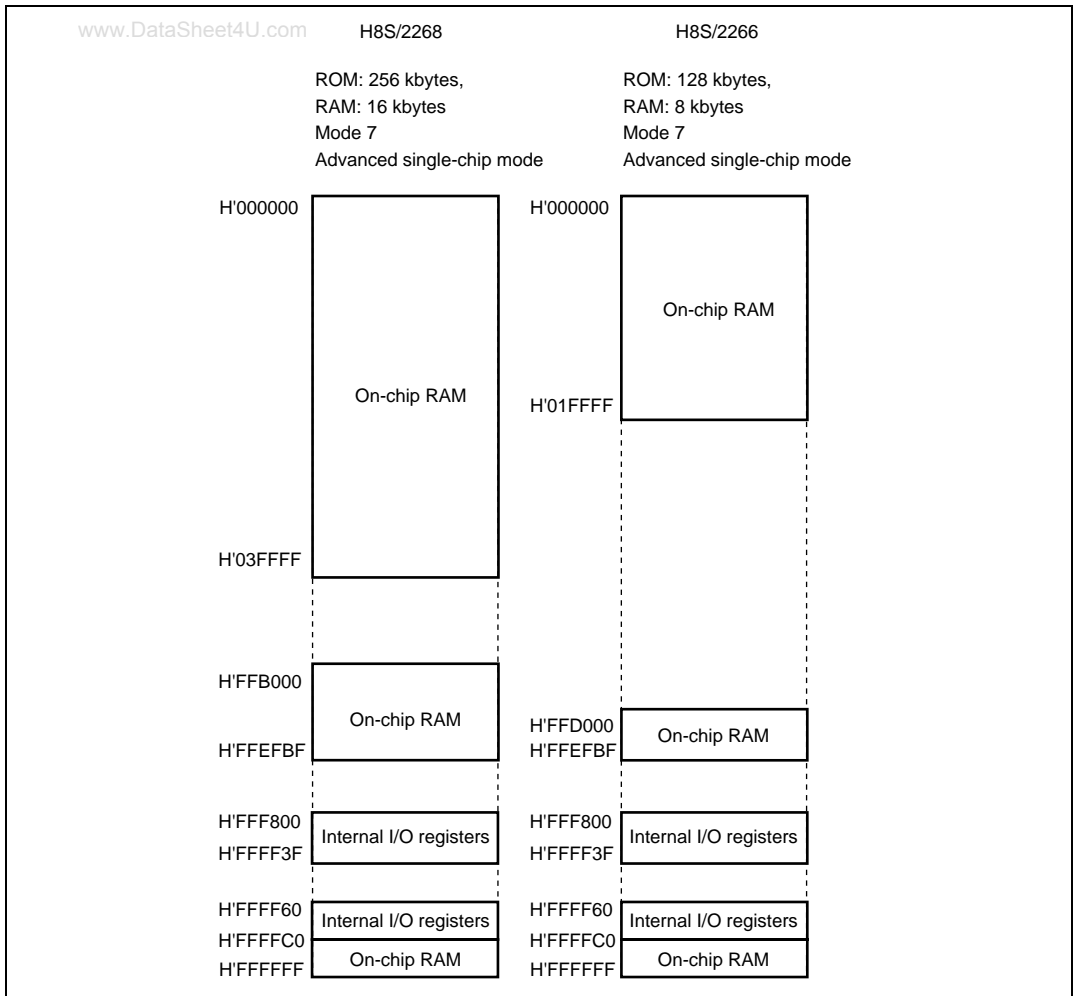 www.DataSheet4U.com
H8S/2268
ROM: 256 kbytes,
RAM: 16 kbytes
Mode 7
Advanced single-chip mode
H'000000
On-chip RAM
H'03FFFF
H'FFB000
On-chip RAM
H'FFEFBF
H'FFF800
Internal I/O registers
H'FFFF3F
H'FFFF60
Internal I/O registers
H'FFFFC0
On-chip RAM
H'FFFFFF
H8S/2266
ROM: 128 kbytes,
RAM: 8 kbytes
Mode 7
Advanced single-chip mode
H'000000
On-chip RAM
H'01FFFF
H'FFD000
On-chip RAM
H'FFEFBF
H'FFF800
Internal I/O registers
H'FFFF3F
H'FFFF60
Internal I/O registers
H'FFFFC0
On-chip RAM
H'FFFFFF